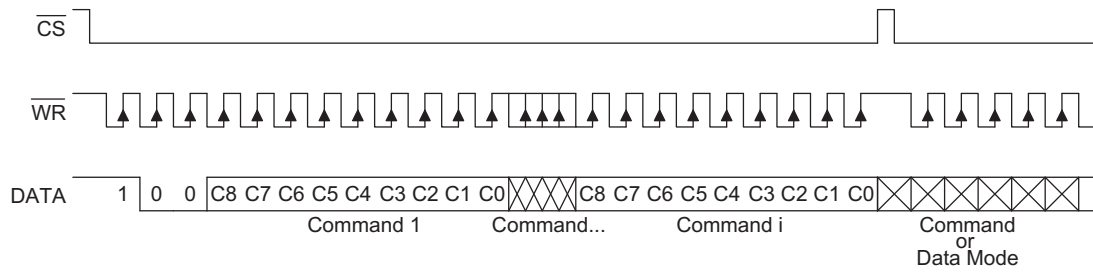 CS
WR
DATA 1 0 0 C8 C7 C6 C5 C4 C3 C2 C1 C0 C8 C7 C6 C5 C4 C3 C2 C1 C0
Command 1 Command... Command i Command
or
Data Mode